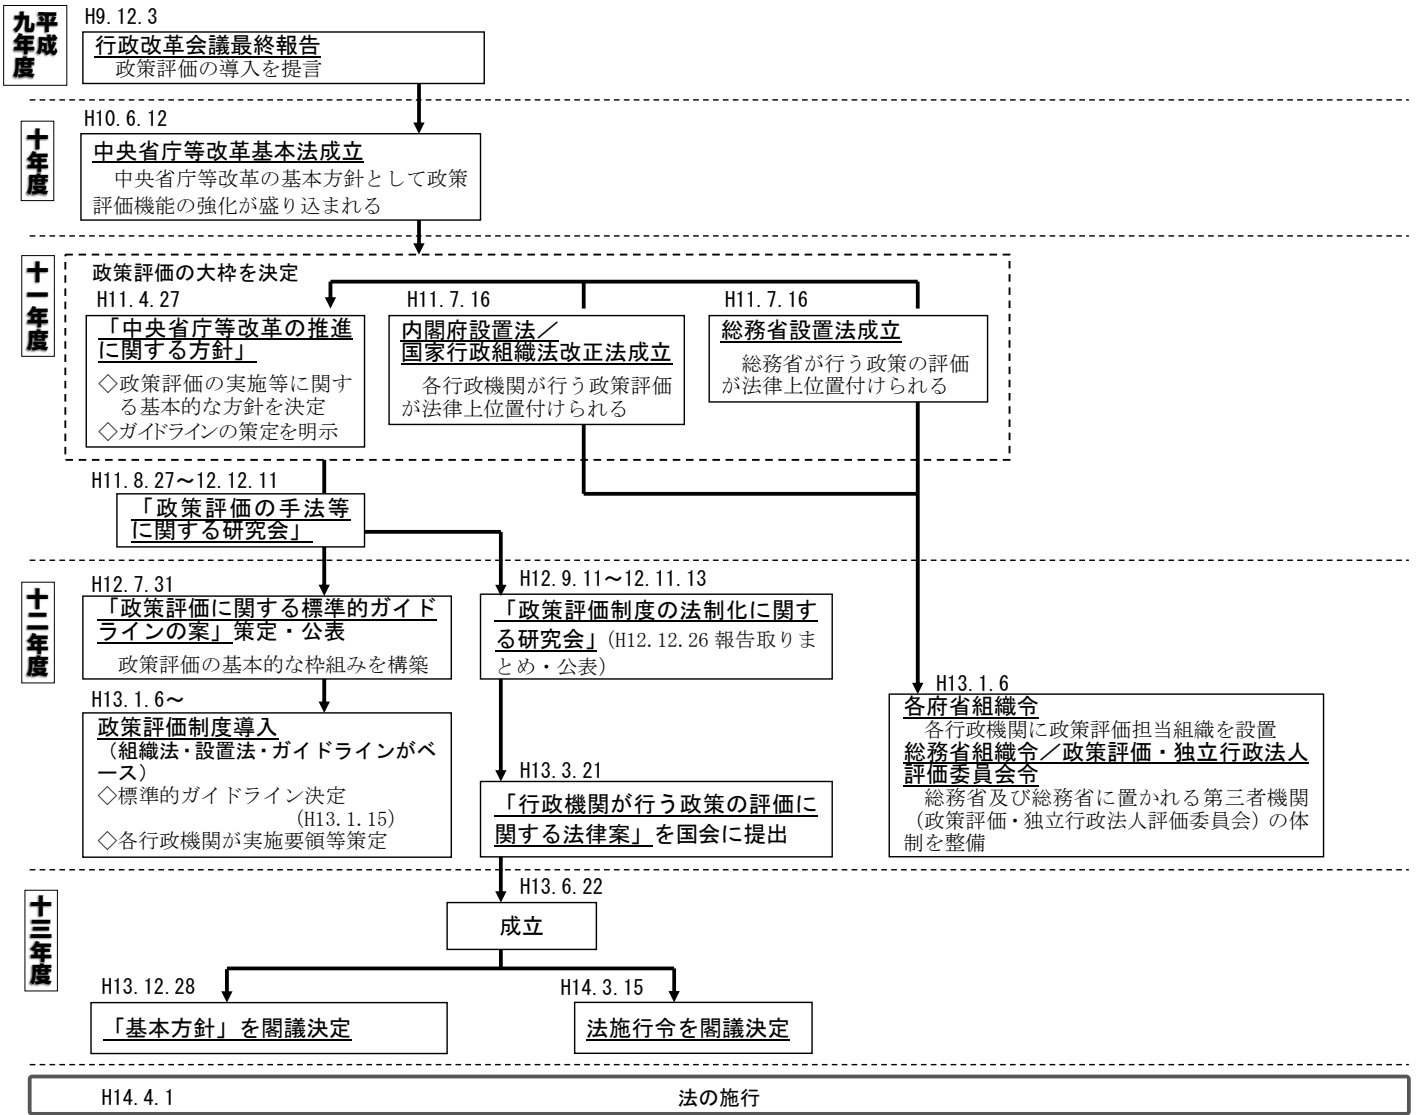 平成
九年度
H9.12.3
行政改革会議最終報告
政策評価の導入を提言
十年度
H10.6.12
中央省庁等改革基本法成立
中央省庁等改革の基本方針として政策
評価機能の強化が盛り込まれる
十一年度
政策評価の大枠を決定
H11.4.27
「中央省庁等改革の推進
に関する方針」
◇政策評価の実施等に関す
る基本的な方針を決定
◇ガイドラインの策定を明示
H11.7.16
内閣府設置法／
国家行政組織法改正法成立
各行政機関が行う政策評価
が法律上位置付けられる
H11.7.16
総務省設置法成立
総務省が行う政策の評価
が法律上位置付けられる
H11.8.27～12.12.11
「政策評価の手法等
に関する研究会」
十二年度
H12.7.31
「政策評価に関する標準的ガイド
ラインの案」策定・公表
政策評価の基本的な枠組みを構築
H12.9.11～12.11.13
「政策評価制度の法制化に関す
る研究会」(H12.12.26 報告取りま
とめ・公表)
H13.1.6～
政策評価制度導入
（組織法・設置法・ガイドラインがベ
ース）
◇標準的ガイドライン決定
(H13.1.15)
◇各行政機関が実施要領等策定
H13.3.21
「行政機関が行う政策の評価に
関する法律案」を国会に提出
H13.1.6
各府省組織令
各行政機関に政策評価担当組織を設置
総務省組織令／政策評価・独立行政法人
評価委員会令
総務省及び総務省に置かれる第三者機関
（政策評価・独立行政法人評価委員会）の体
制を整備
十三年度
H13.6.22
成立
H13.12.28
「基本方針」を閣議決定
H14.3.15
法施行令を閣議決定
H14.4.1
法の施行